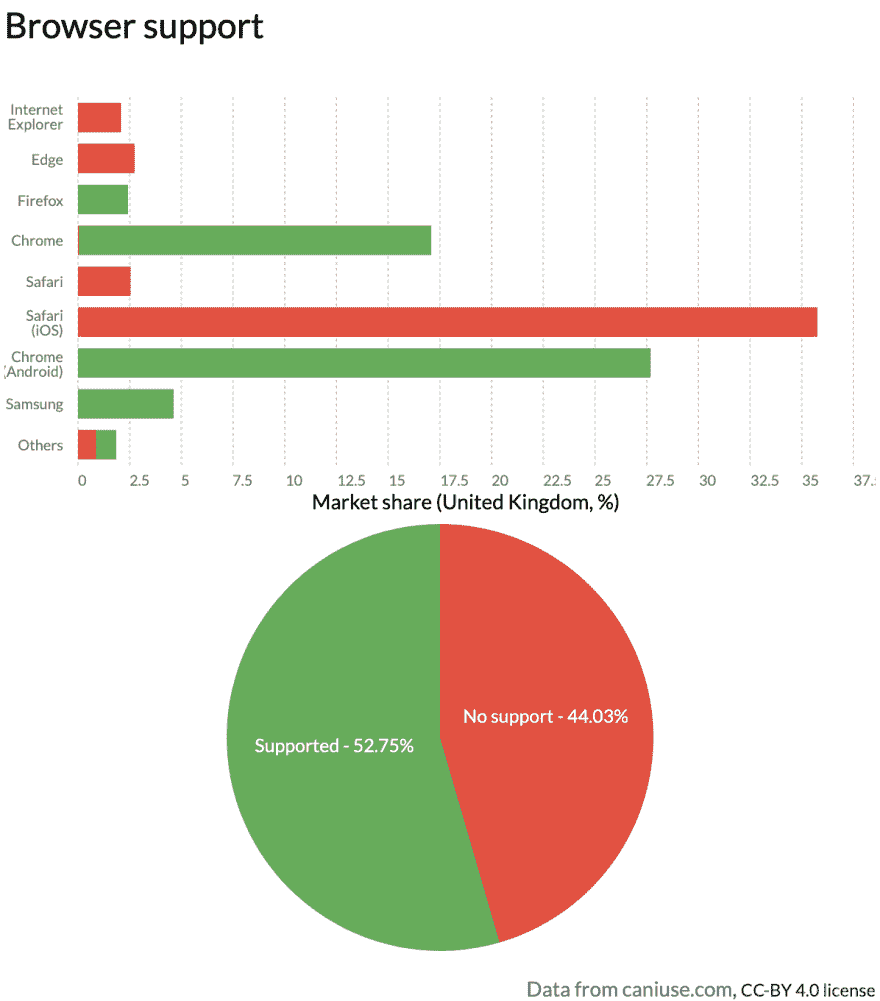 Browser support
Internet
Explorer
Edge
Firefox
Chrome
Safari
Safari
(iOS)
Chrome
(Android)
Samsung
Others
0 2.5 5 7.5 10 12.5 15 17.5 20 22.5 25 27.5 30 32.5 35 37.5
Market share (United Kingdom, %)
No support - 44.03%
Supported - 52.75%
Data from caniuse.com, CC-BY 4.0 license